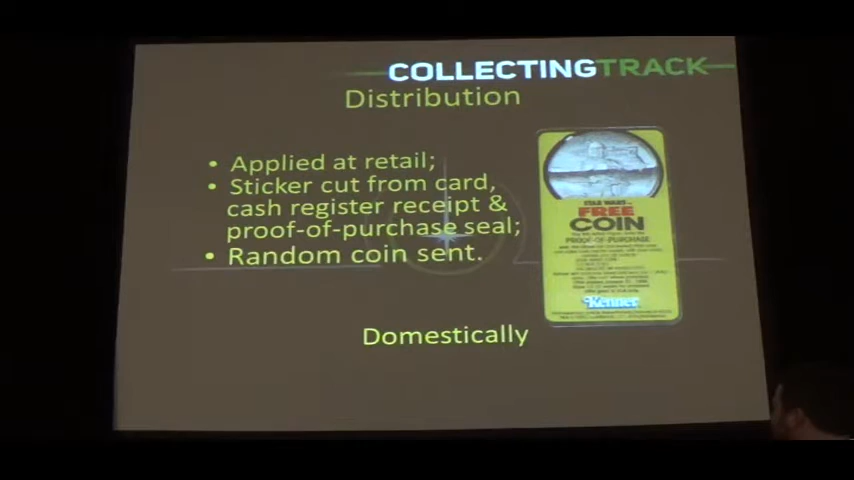 COLLECTINGTRACK
Distribution
• Applied at retail;
• Sticker cut from card,
cash register receipt &
proof-of-purchase seal;
• Random coin sent.
STAR WARS
FREE
COIN
PROOF-OF-PURCHASE
Kenner
Domestically